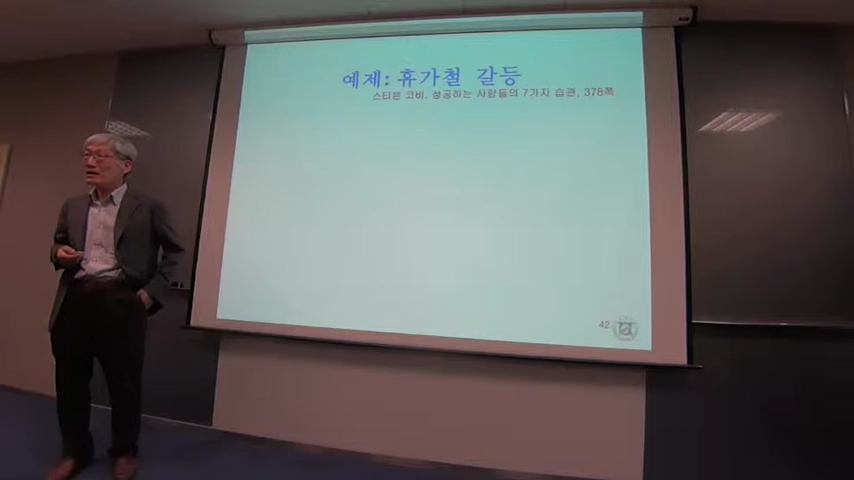 예제: 휴가철 갈등
스티븐 코비, 성공하는 사람들의 7가지 습관, 378쪽
42